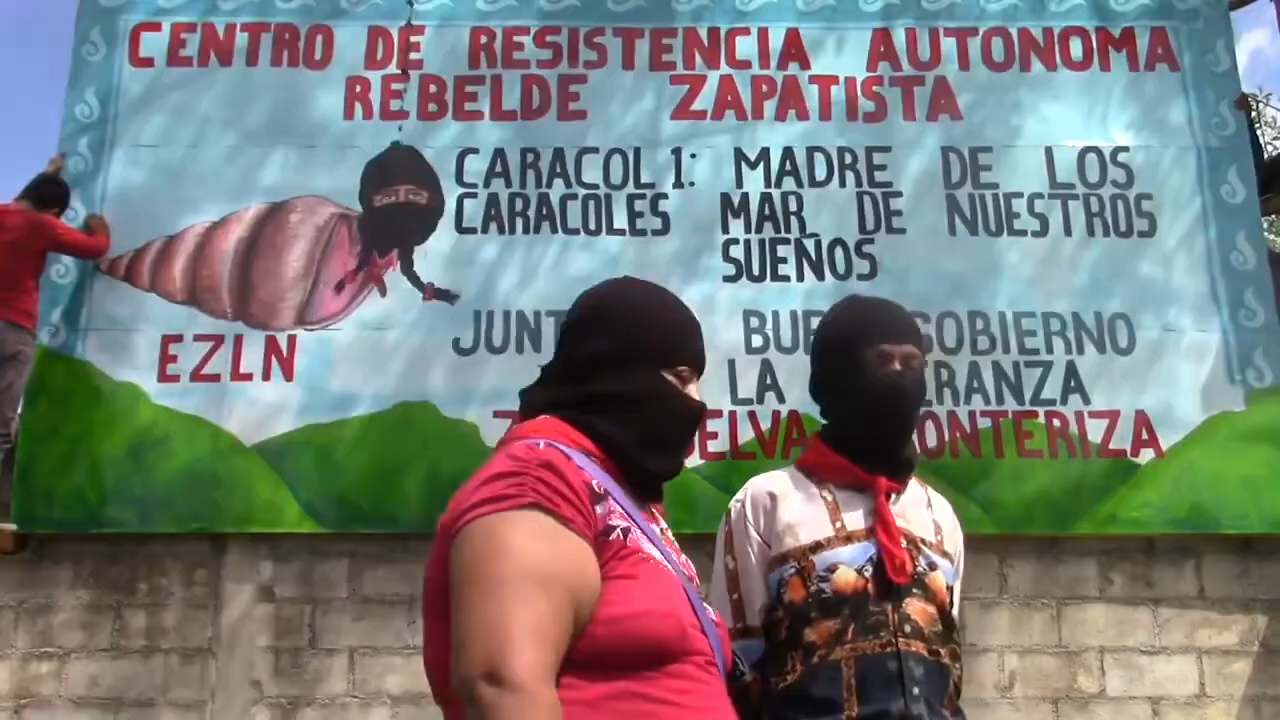 CENTRO DE RESISTENCIA AUTONOMA
REBELDE ZAPATISTA
CARACOL 1: MADRE DE LOS
CARACOLES MAR DE NUESTROS
SUEÑOS
EZLN
GOBIERNO
LA